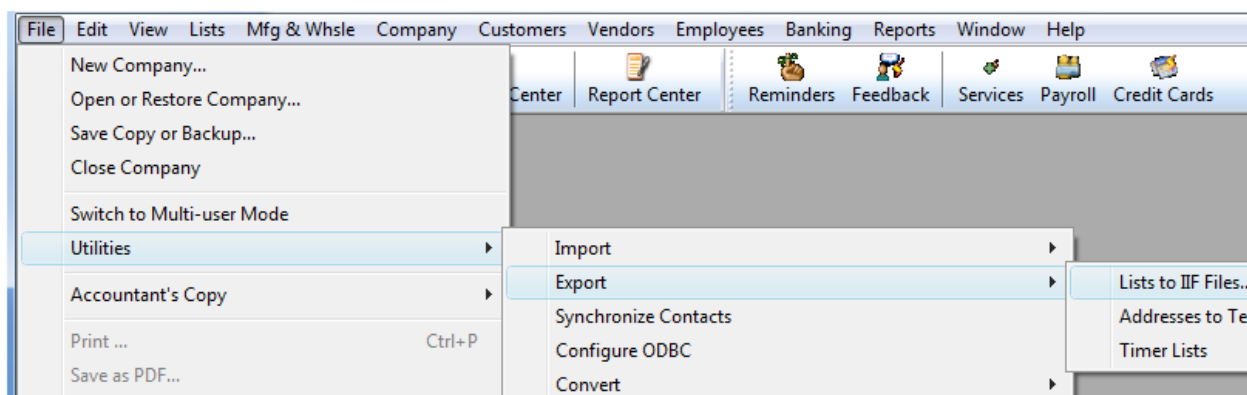 File Edit View Lists Mfg & Whsle Company Customers Vendors Employees Banking Reports Window Help
Center Report Center Reminders Feedback Services Payroll Credit Cards
New Company...
Open or Restore Company...
Save Copy or Backup...
Close Company
Switch to Multi-user Mode
Utilities
Accountant's Copy
Print ... Ctrl+P
Save as PDF...
Import
Export
Synchronize Contacts
Configure ODBC
Convert
Lists to IIF Files..
Addresses to Te
Timer Lists